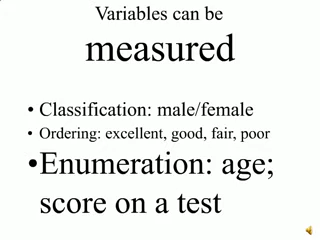 Variables can be
measured
• Classification: male/female
• Ordering: excellent, good, fair, poor
•Enumeration: age;
score on a test